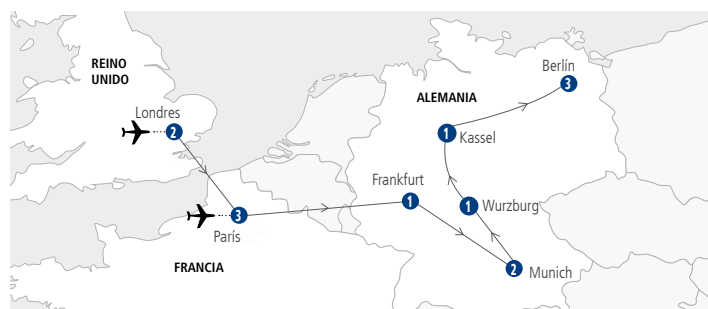 REINO
UNIDO
Londres
2
3
París
FRANCIA
ALEMANIA
Berlín
3
1
Kassel
Frankfurt
1
1
Wurzburg
2
Munich